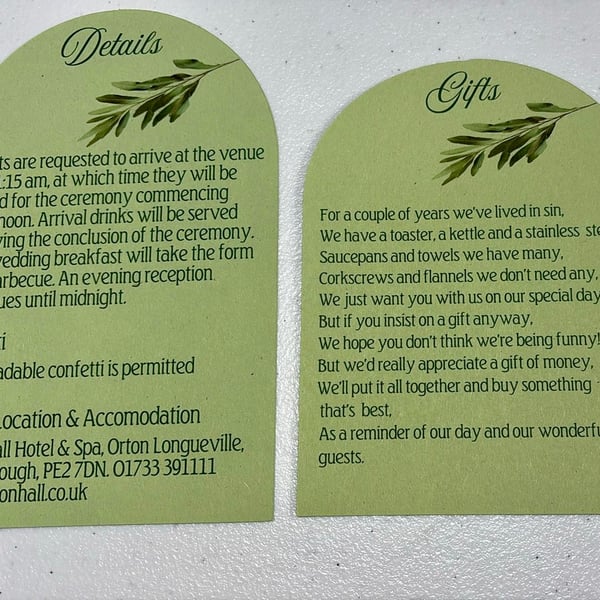 Details
ts are requested to arrive at the venue
:15 am, at which time they will be
d for the ceremony commencing
noon. Arrival drinks will be served
ving the conclusion of the ceremony.
wedding breakfast will take the form
arbecue. An evening reception
ues until midnight.
ti
adable confetti is permitted
Location & Accomodation
all Hotel & Spa, Orton Longueville,
ough, PE2 7DN. 01733 391111
onhall.co.uk
Gifts
For a couple of years we've lived in sin,
We have a toaster, a kettle and a stainless ste
Saucepans and towels we have many,
Corkscrews and flannels we don't need any,
We just want you with us on our special day
But if you insist on a gift anyway,
We hope you don't think we're being funny!
But we'd really appreciate a gift of money,
We'll put it all together and buy something
that's best,
As a reminder of our day and our wonderfu
guests.